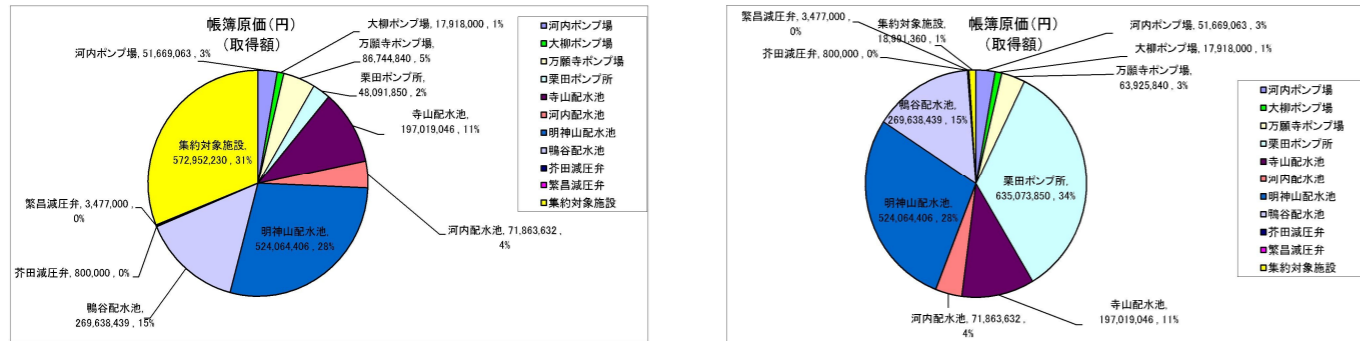 帳簿原価(円)
(取得額)
大柳ポンプ場, 17,918,000 , 1%
河内ポンプ場, 51,669,063 , 3%
万願寺ポンプ場,
86,744,840 , 5%
栗田ポンプ所,
48,091,850 , 2%
寺山配水池,
197,019,046 , 11%
集約対象施設,
572,952,230 , 31%
繁昌減圧弁, 3,477,000 ,
0%
明神山配水池,
524,064,406 , 28%
河内配水池, 71,863,632 ,
4%
芥田減圧弁, 800,000 , 0%
鴨谷配水池,
269,638,439 , 15%
河内ポンプ場
大柳ポンプ場
万願寺ポンプ場
栗田ポンプ所
寺山配水池
河内配水池
明神山配水池
鴨谷配水池
芥田減圧弁
繁昌減圧弁
集約対象施設
帳簿原価(円)
(取得額)
繁昌減圧弁, 3,477,000 ,
0%
集約対象施設,
18,991,360 , 1%
河内ポンプ場, 51,669,063 , 3%
芥田減圧弁, 800,000 , 0%
大柳ポンプ場, 17,918,000 , 1%
万願寺ポンプ場,
63,925,840 , 3%
鴨谷配水池,
269,638,439 , 15%
栗田ポンプ所,
635,073,850 , 34%
明神山配水池,
524,064,406 , 28%
寺山配水池,
197,019,046 , 11%
河内配水池, 71,863,632 ,
4%
河内ポンプ場
大柳ポンプ場
万願寺ポンプ場
栗田ポンプ所
寺山配水池
河内配水池
明神山配水池
鴨谷配水池
芥田減圧弁
繁昌減圧弁
集約対象施設